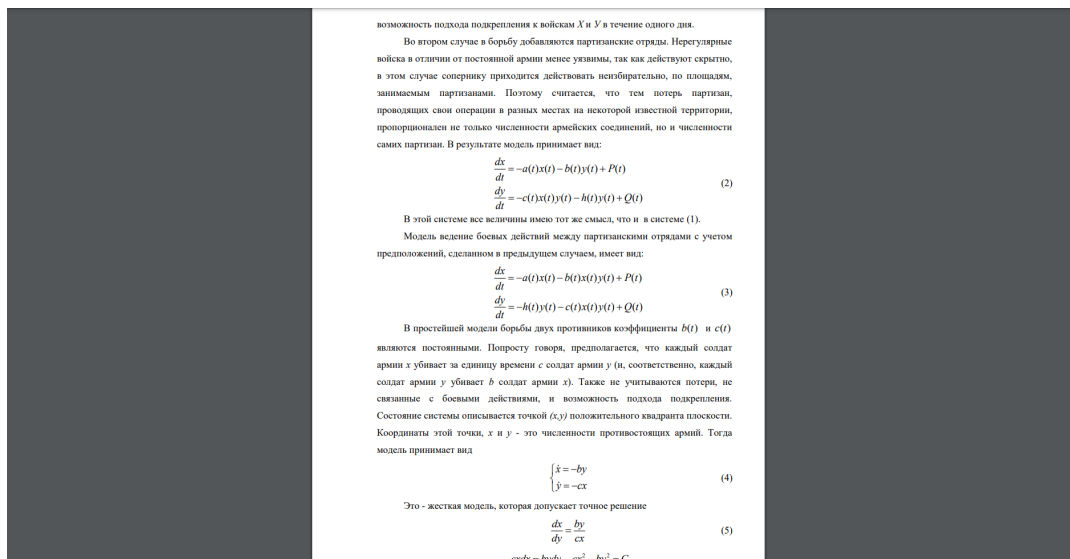 возможность подхода подкрепления к войскам X и У в течение одного дня.
Во втором случае в борьбу добавляются партизанские отряды. Нерегулярные
войска в отличии от постоянной армии менее уязвимы, так как действуют скрытно,
в этом случае сопернику приходится действовать неизбирательно, по площадям,
занимаемым партизанами. Поэтому считается, что тем потерь партизан,
проводящих свои операции в разных местах на некоторой известной территории,
пропорционален не только численности армейских соединений, но и численности
самих партизан. В результате модель принимает вид:
dx/dt = −a(t)x(t) − b(t)y(t) + P(t)
dy/dt = −c(t)x(t)y(t) − h(t)y(t) + Q(t)
(2)
В этой системе все величины имею тот же смысл, что и в системе (1).
Модель ведение боевых действий между партизанскими отрядами с учетом
предположений, сделанном в предыдущем случаем, имеет вид:
dx/dt = −a(t)x(t) − b(t)x(t)y(t) + P(t)
dy/dt = −h(t)y(t) − c(t)x(t)y(t) + Q(t)
(3)
В простейшей модели борьбы двух противников коэффициенты b(t) и c(t)
являются постоянными. Попросту говоря, предполагается, что каждый солдат
армии x убивает за единицу времени c солдат армии y (и, соответственно, каждый
солдат армии y убивает b солдат армии x). Также не учитываются потери, не
связанные с боевыми действиями, и возможность подхода подкрепления.
Состояние системы описывается точкой (x,y) положительного квадранта плоскости.
Координаты этой точки, x и y - это численности противостоящих армий. Тогда
модель принимает вид
{ẋ = −by
ẏ = −cx
(4)
Это - жесткая модель, которая допускает точное решение
dx/dy = by/cx
(5)